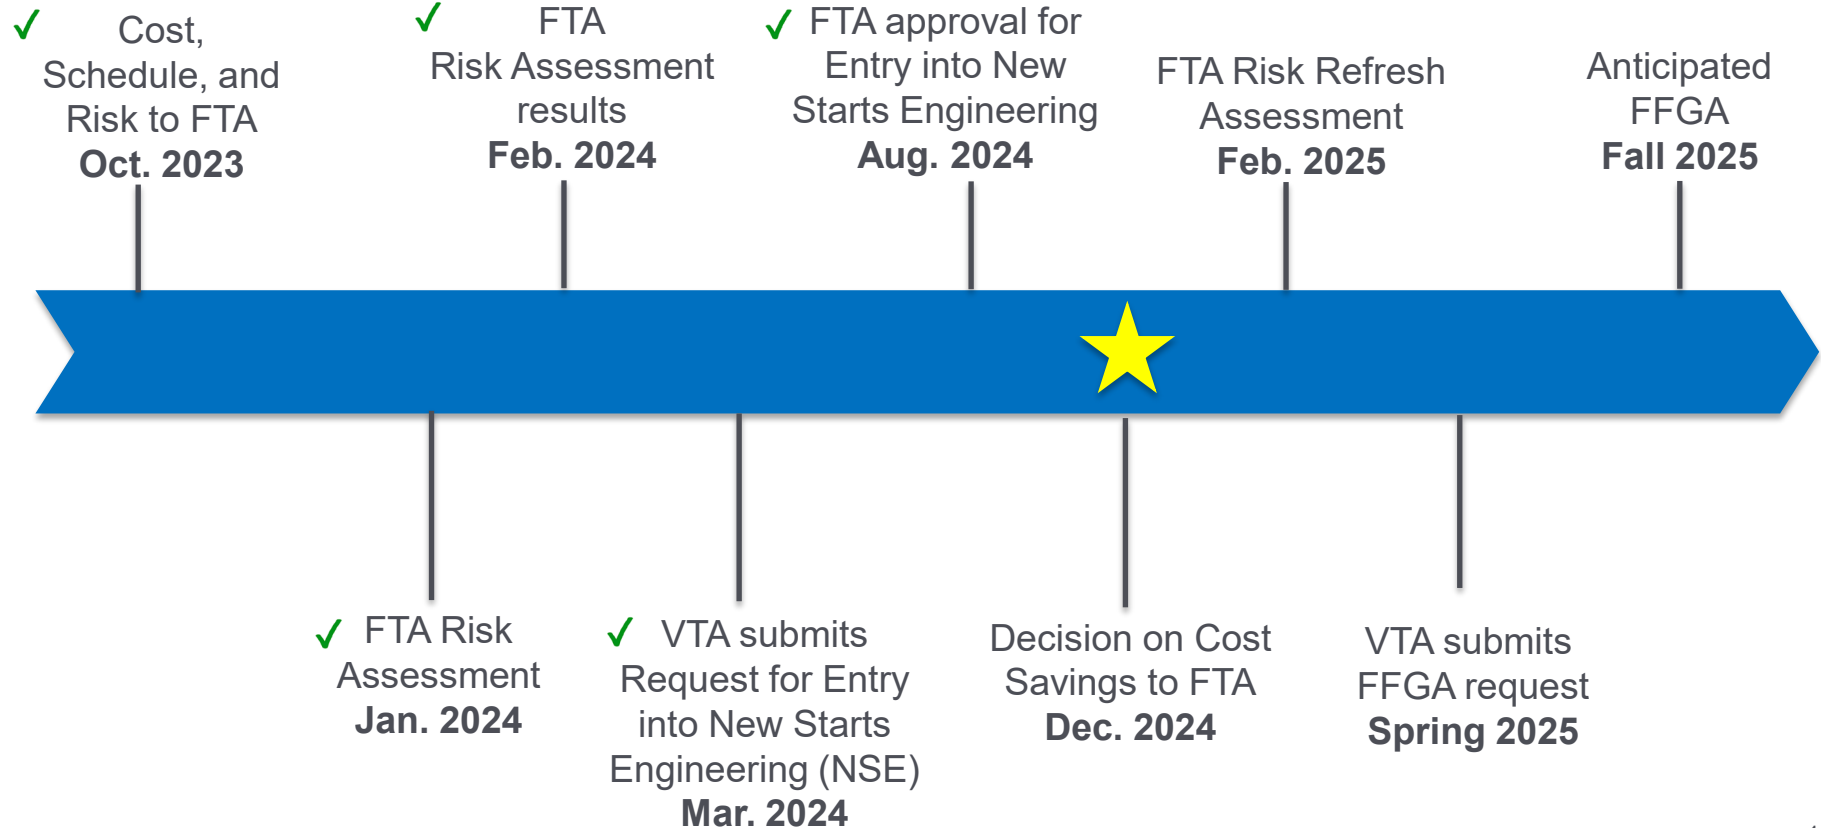 Cost,
Schedule, and
Risk to FTA
Oct. 2023
FTA
Risk Assessment
results
Feb. 2024
FTA approval for
Entry into New
Starts Engineering
Aug. 2024
FTA Risk Refresh
Assessment
Feb. 2025
Anticipated
FFGA
Fall 2025
FTA Risk
Assessment
Jan. 2024
VTA submits
Request for Entry
into New Starts
Engineering (NSE)
Mar. 2024
Decision on Cost
Savings to FTA
Dec. 2024
VTA submits
FFGA request
Spring 2025